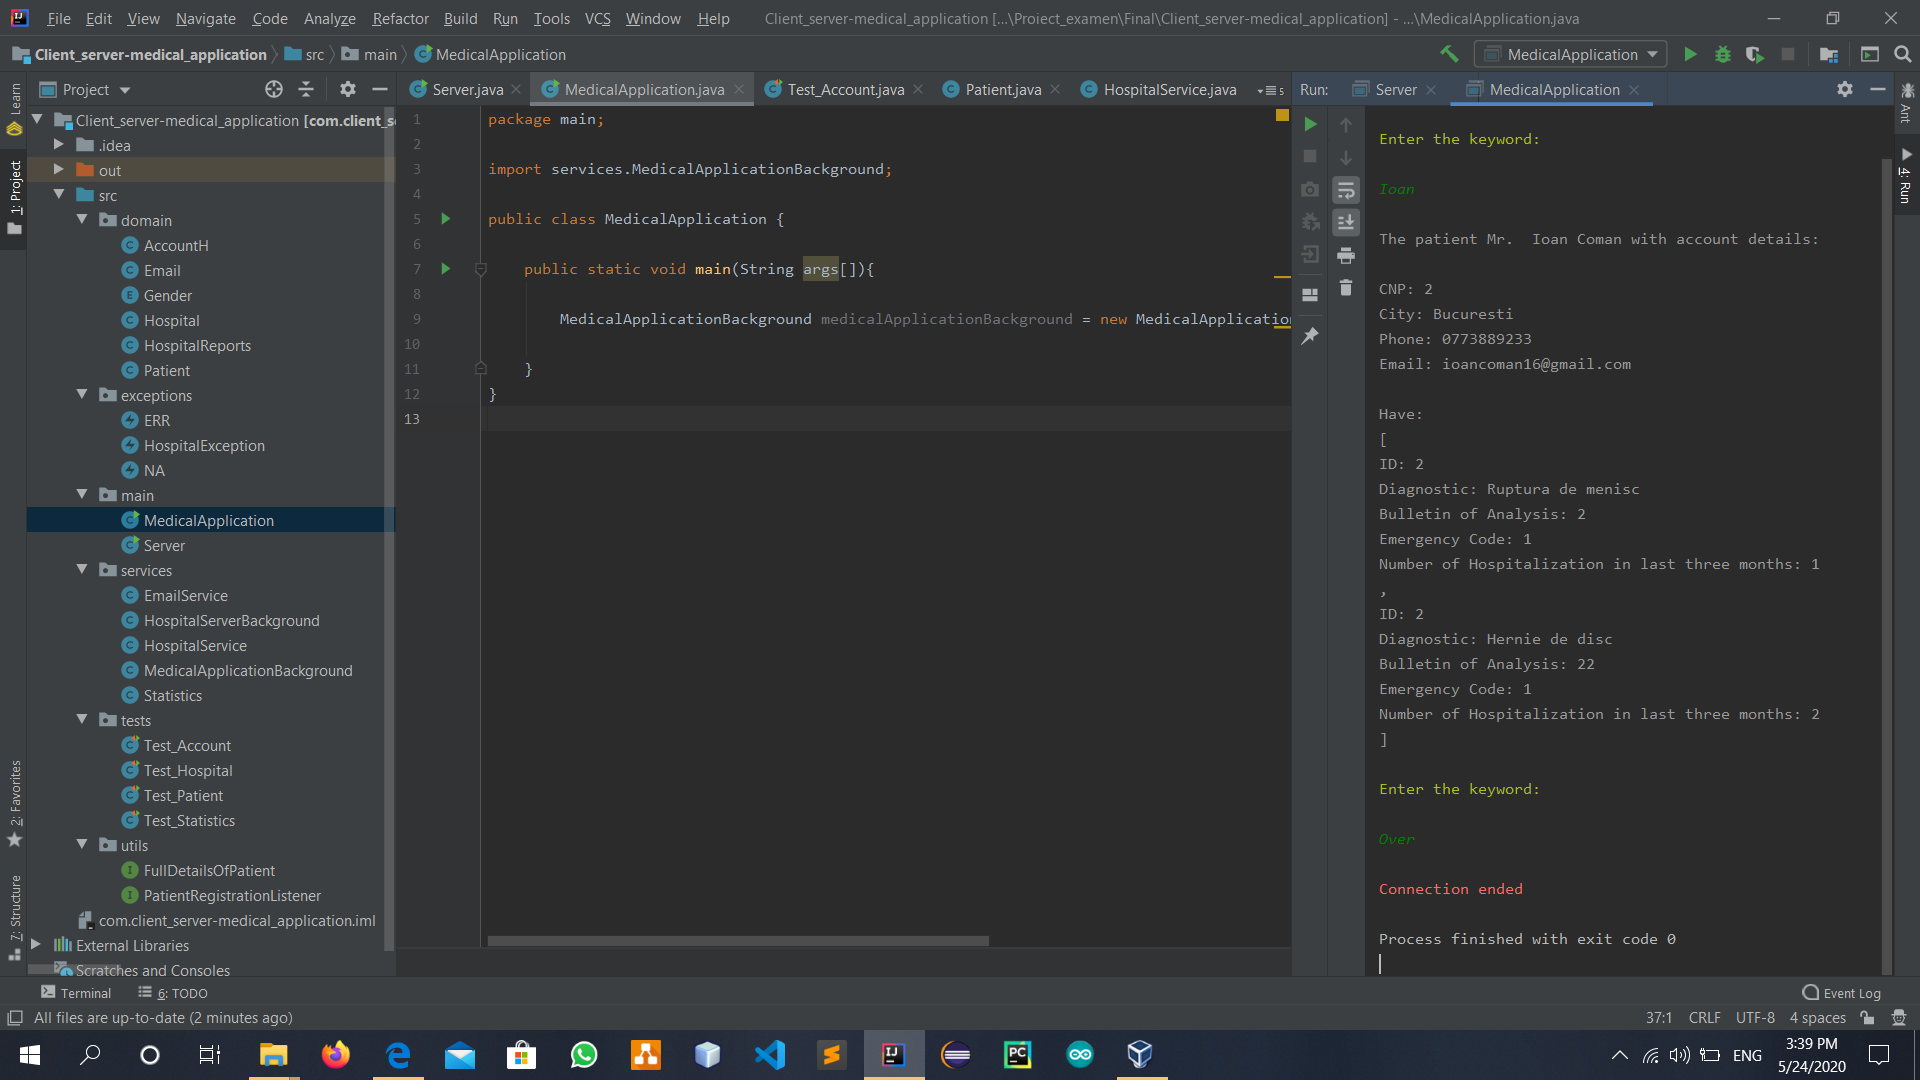 File Edit View Navigate Code Analyze Refactor Build Run Tools VCS Window Help Client_server-medical_application [...\Proiect_examen\Final\Client_server-medical_application] - ...\MedicalApplication.java
Client_server-medical_application src main MedicalApplication MedicalApplication
Learn
1: Project
2: Favorites
7: Structure
Project
Client_server-medical_application [com.client_s
.idea
out
src
domain
AccountH
Email
Gender
Hospital
HospitalReports
Patient
exceptions
ERR
HospitalException
NA
main
MedicalApplication
Server
services
EmailService
HospitalServerBackground
HospitalService
MedicalApplicationBackground
Statistics
tests
Test_Account
Test_Hospital
Test_Patient
Test_Statistics
utils
FullDetailsOfPatient
PatientRegistrationListener
com.client_server-medical_application.iml
External Libraries
Scratches and Consoles
Server.java MedicalApplication.java Test_Account.java Patient.java HospitalService.java 5
1 package main;
2
3 import services.MedicalApplicationBackground;
4
5 public class MedicalApplication {
6
7 public static void main(String args[]){
8
9 MedicalApplicationBackground medicalApplicationBackground = new MedicalApplication
10
11 }
12 }
13
Run: Server MedicalApplication
Enter the keyword:
Ioan
The patient Mr.  Ioan Coman with account details:
CNP: 2
City: Bucuresti
Phone: 0773889233
Email: ioancoman16@gmail.com
Have:
[
ID: 2
Diagnostic: Ruptura de menisc
Bulletin of Analysis: 2
Emergency Code: 1
Number of Hospitalization in last three months: 1
,
ID: 2
Diagnostic: Hernie de disc
Bulletin of Analysis: 22
Emergency Code: 1
Number of Hospitalization in last three months: 2
]
Enter the keyword:
Over
Connection ended
Process finished with exit code 0
Ant
4: Run
Terminal 6: TODO Event Log
All files are up-to-date (2 minutes ago) 37:1 CRLF UTF-8 4 spaces
ENG 3:39 PM
5/24/2020